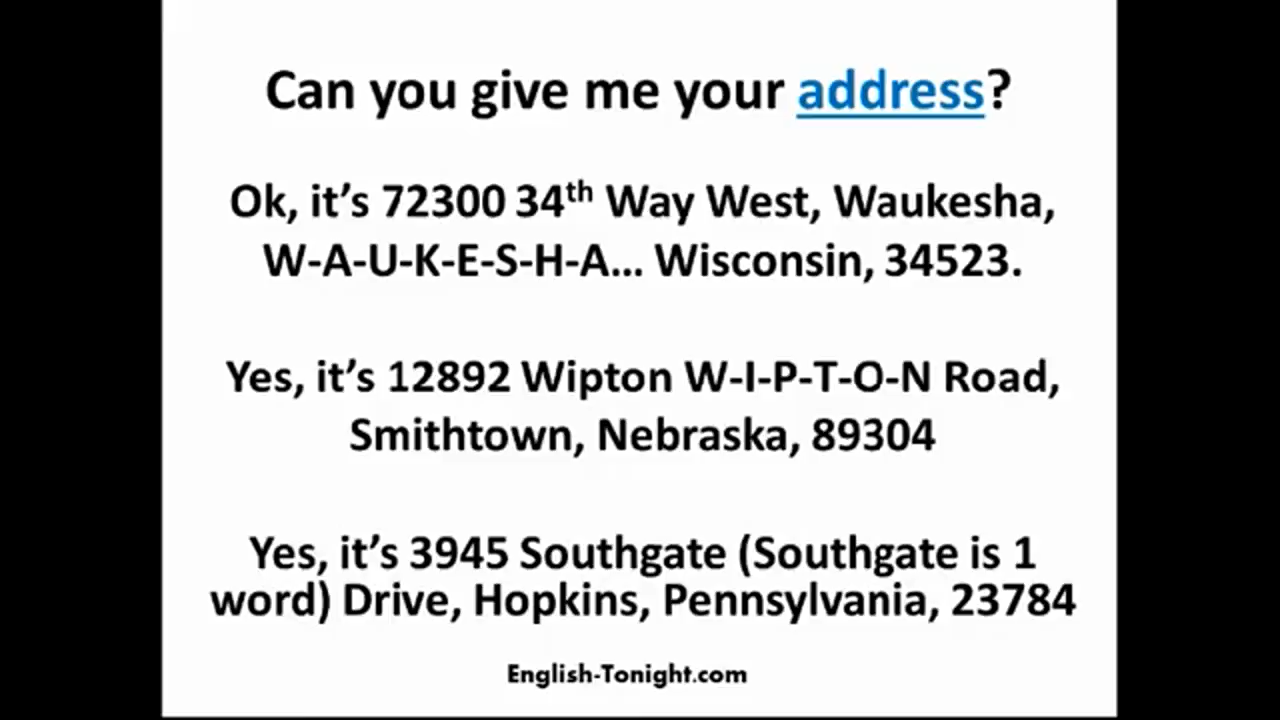 Can you give me your address?
Ok, it’s 72300 34th Way West, Waukesha,
W-A-U-K-E-S-H-A... Wisconsin, 34523.
Yes, it’s 12892 Wipton W-I-P-T-O-N Road,
Smithtown, Nebraska, 89304
Yes, it’s 3945 Southgate (Southgate is 1
word) Drive, Hopkins, Pennsylvania, 23784
English-Tonight.com